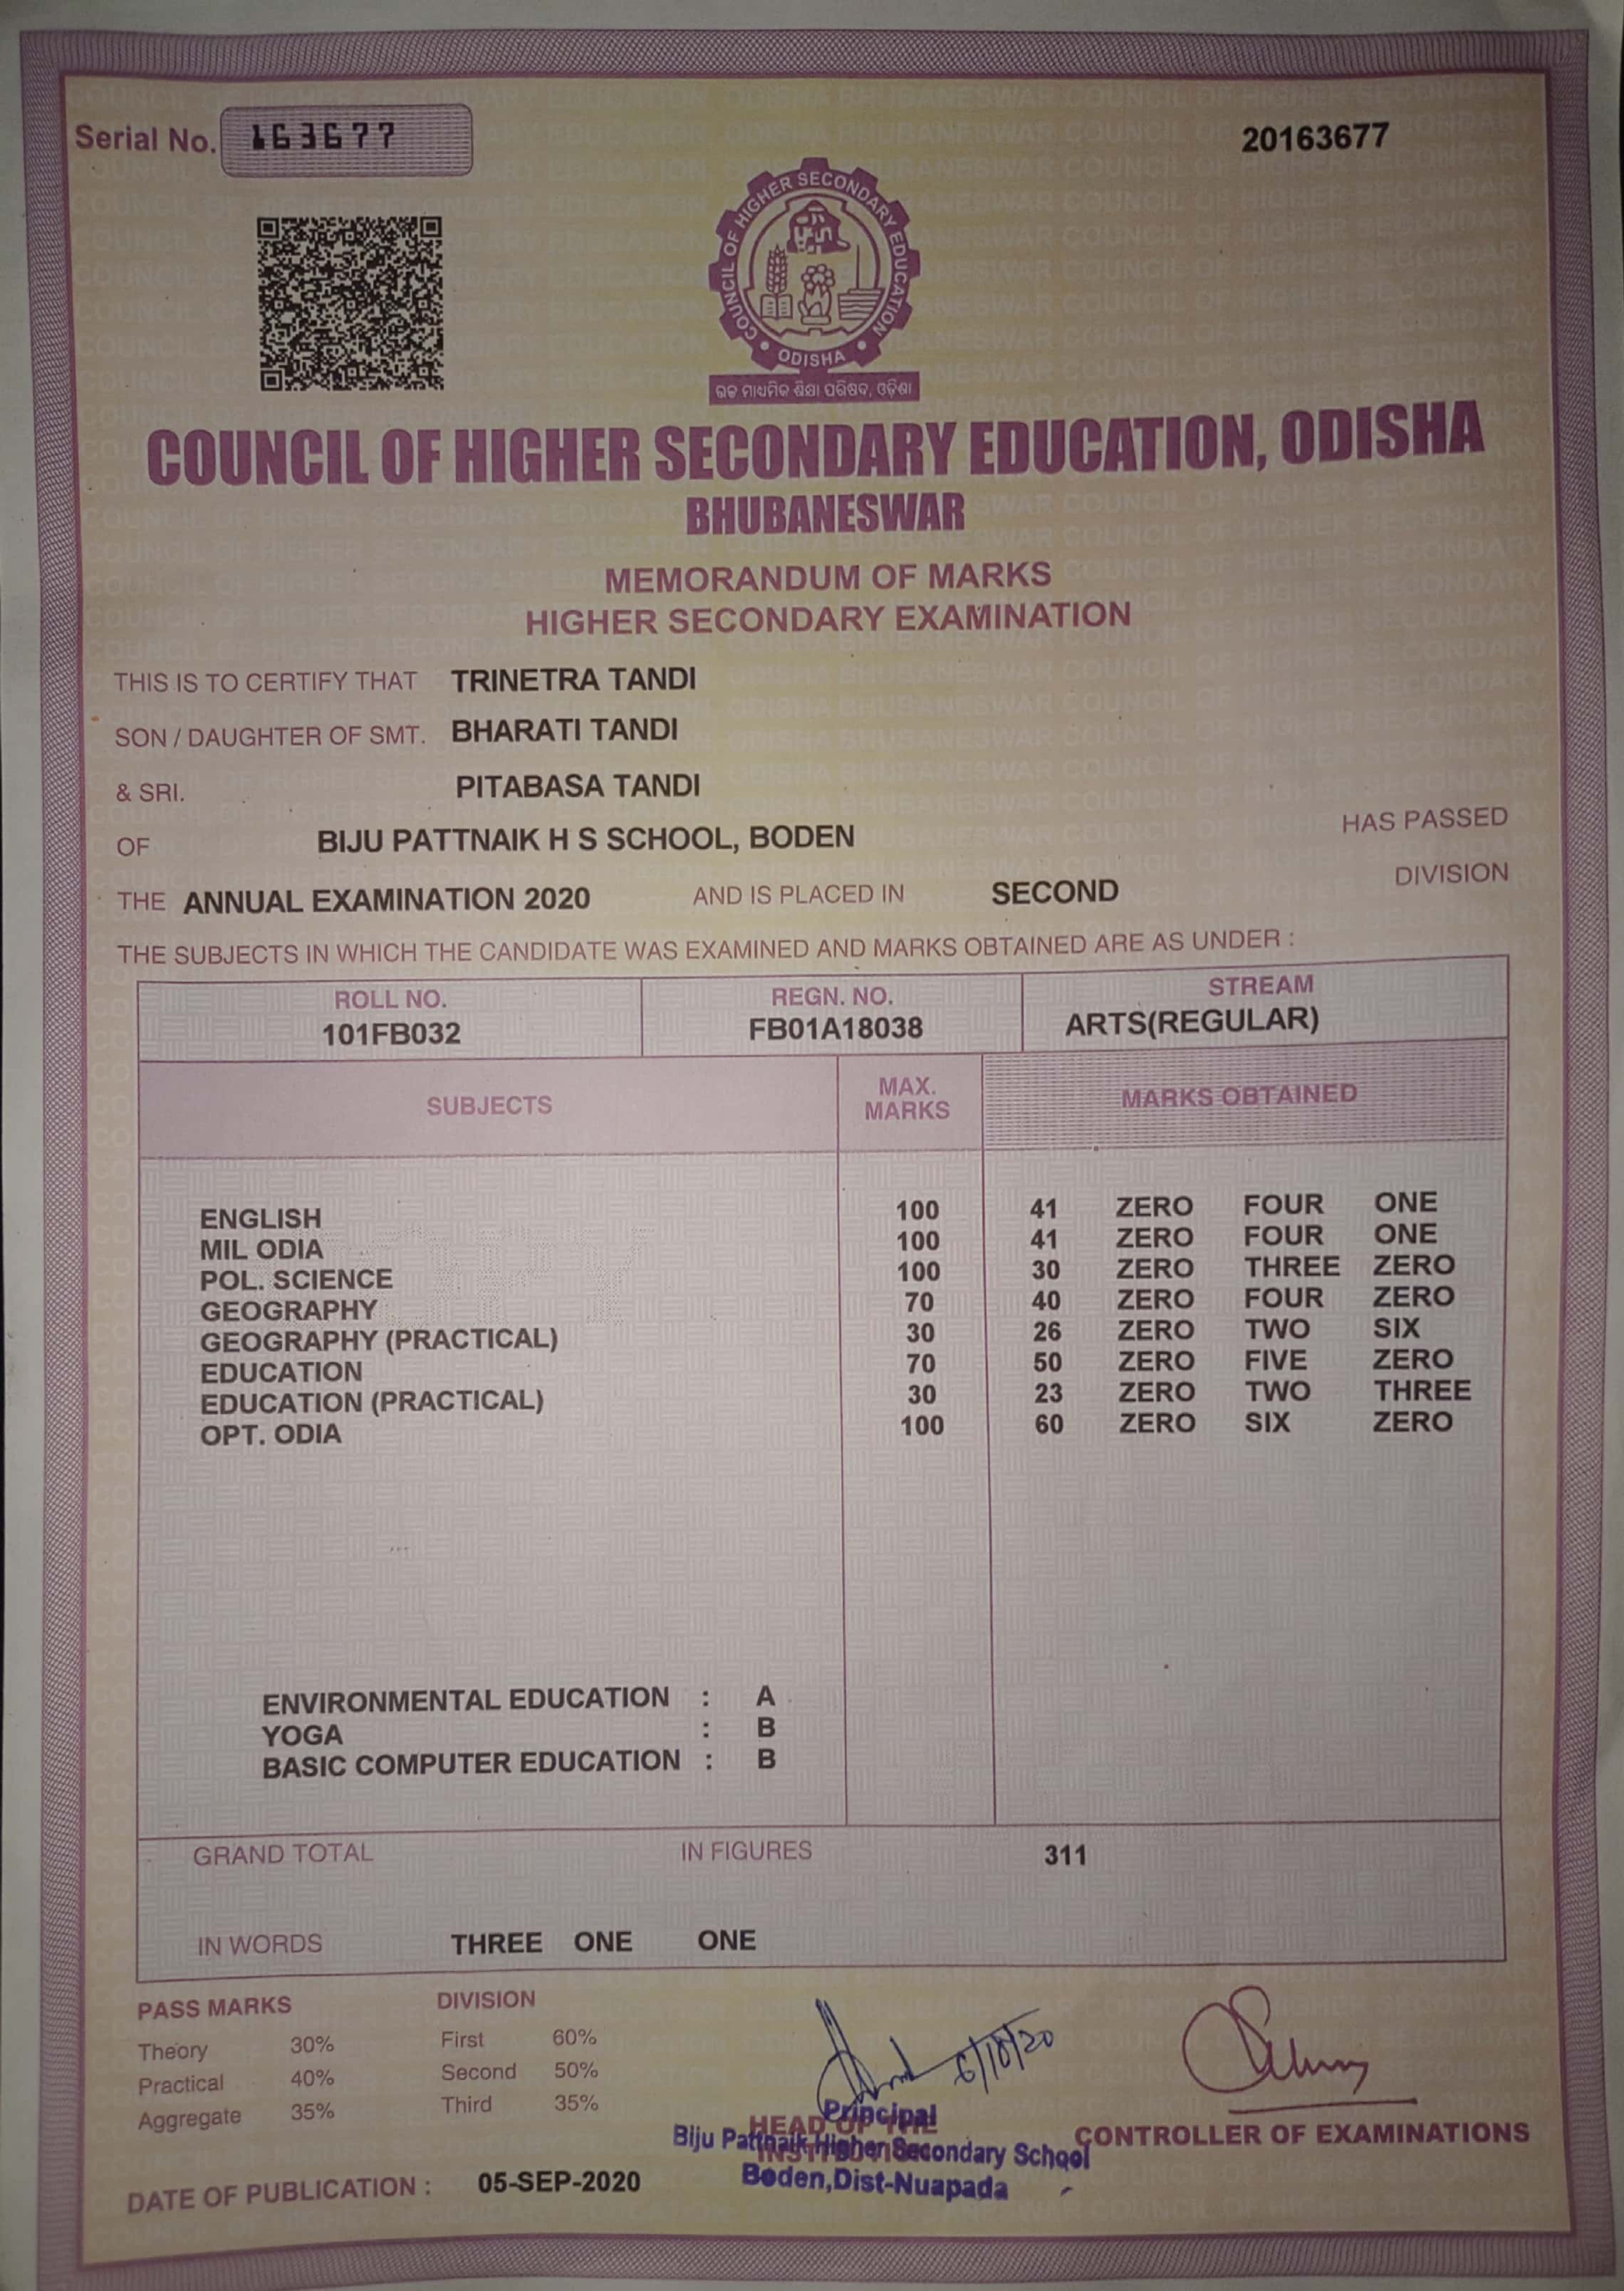 Serial No. 163677
20163677
COUNCIL OF HIGHER SECONDARY EDUCATION
ODISHA
ଉଚ୍ଚ ମାଧ୍ୟମିକ ଶିକ୍ଷା ପରିଷଦ, ଓଡ଼ିଶା
COUNCIL OF HIGHER SECONDARY EDUCATION, ODISHA
BHUBANESWAR
MEMORANDUM OF MARKS
HIGHER SECONDARY EXAMINATION
THIS IS TO CERTIFY THAT TRINETRA TANDI
SON / DAUGHTER OF SMT. BHARATI TANDI
& SRI. PITABASA TANDI
OF BIJU PATTNAIK H S SCHOOL, BODEN HAS PASSED
THE ANNUAL EXAMINATION 2020 AND IS PLACED IN SECOND DIVISION
THE SUBJECTS IN WHICH THE CANDIDATE WAS EXAMINED AND MARKS OBTAINED ARE AS UNDER :
ROLL NO. REGN. NO. STREAM
101FB032 FB01A18038 ARTS(REGULAR)
SUBJECTS MAX. MARKS MARKS OBTAINED
ENGLISH 100 41 ZERO FOUR ONE
MIL ODIA 100 41 ZERO FOUR ONE
POL. SCIENCE 100 30 ZERO THREE ZERO
GEOGRAPHY 70 40 ZERO FOUR ZERO
GEOGRAPHY (PRACTICAL) 30 26 ZERO TWO SIX
EDUCATION 70 50 ZERO FIVE ZERO
EDUCATION (PRACTICAL) 30 23 ZERO TWO THREE
OPT. ODIA 100 60 ZERO SIX ZERO
ENVIRONMENTAL EDUCATION : A
YOGA : B
BASIC COMPUTER EDUCATION : B
GRAND TOTAL IN FIGURES 311
IN WORDS THREE ONE ONE
PASS MARKS DIVISION
Theory 30% First 60%
Practical 40% Second 50%
Aggregate 35% Third 35%
6/10/20
Principal
HEAD OF THE
INSTITUTION
Biju Pattnaik Higher Secondary School
Boden,Dist-Nuapada
CONTROLLER OF EXAMINATIONS
DATE OF PUBLICATION : 05-SEP-2020